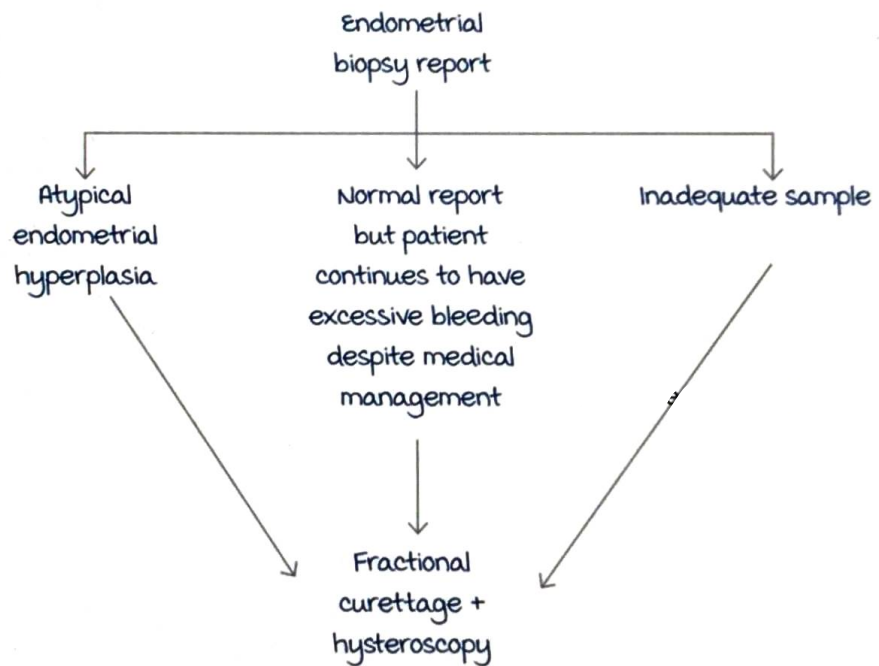 Endometrial
biopsy report
Atypical
endometrial
hyperplasia
Normal report
but patient
continues to have
excessive bleeding
despite medical
management
Inadequate sample
Fractional
curettage +
hysteroscopy